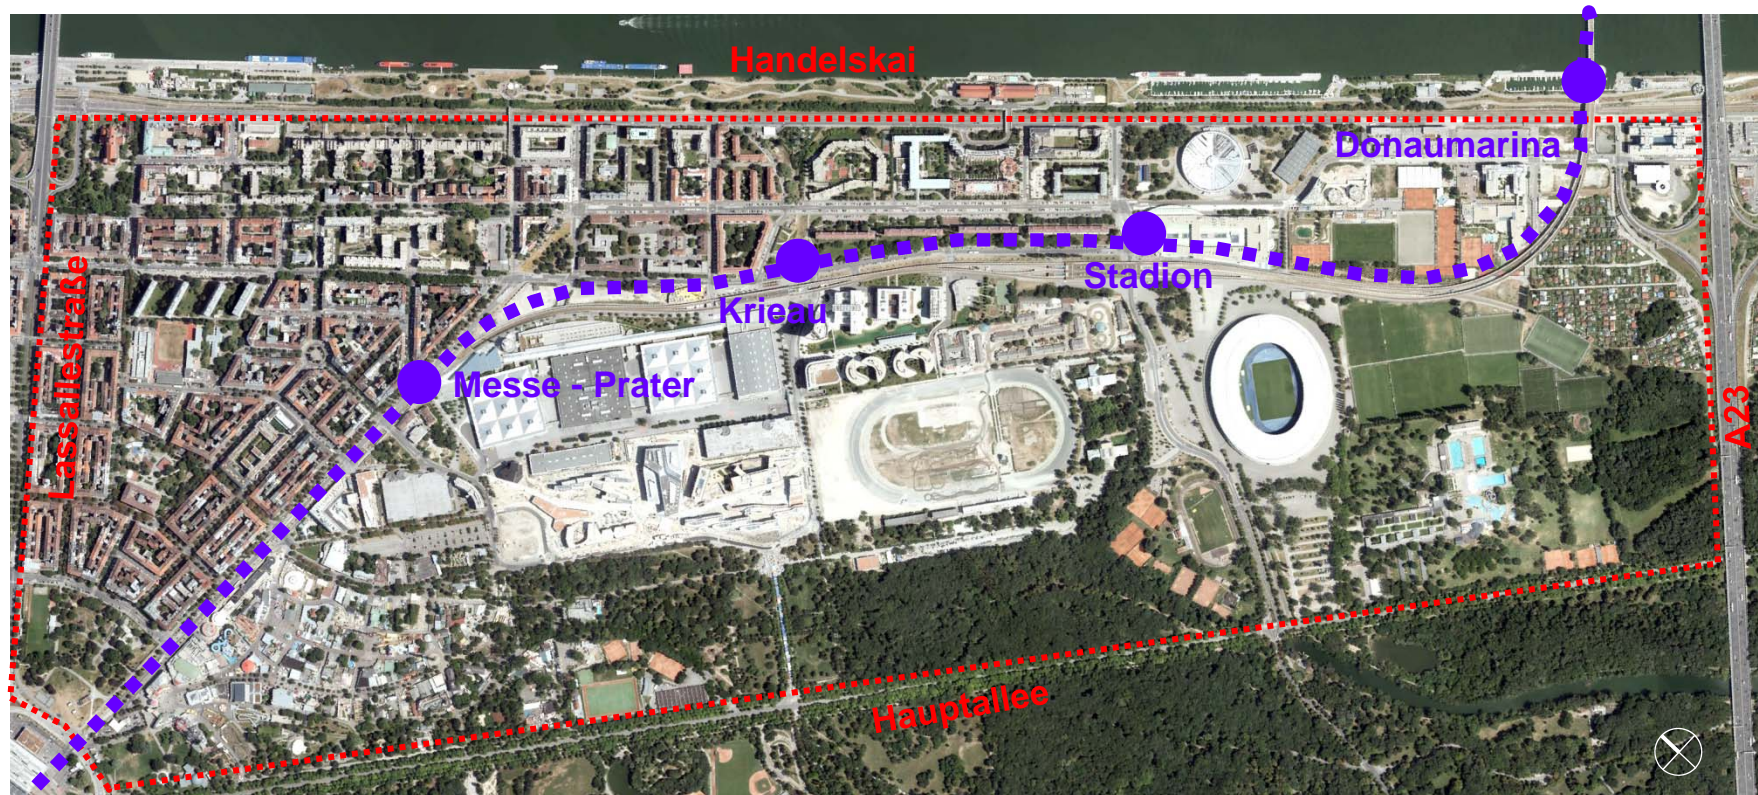 Handelskai
Donaumarina
Stadion
Krieau
Messe - Prater
Lassallestraße
A23
Hauptallee